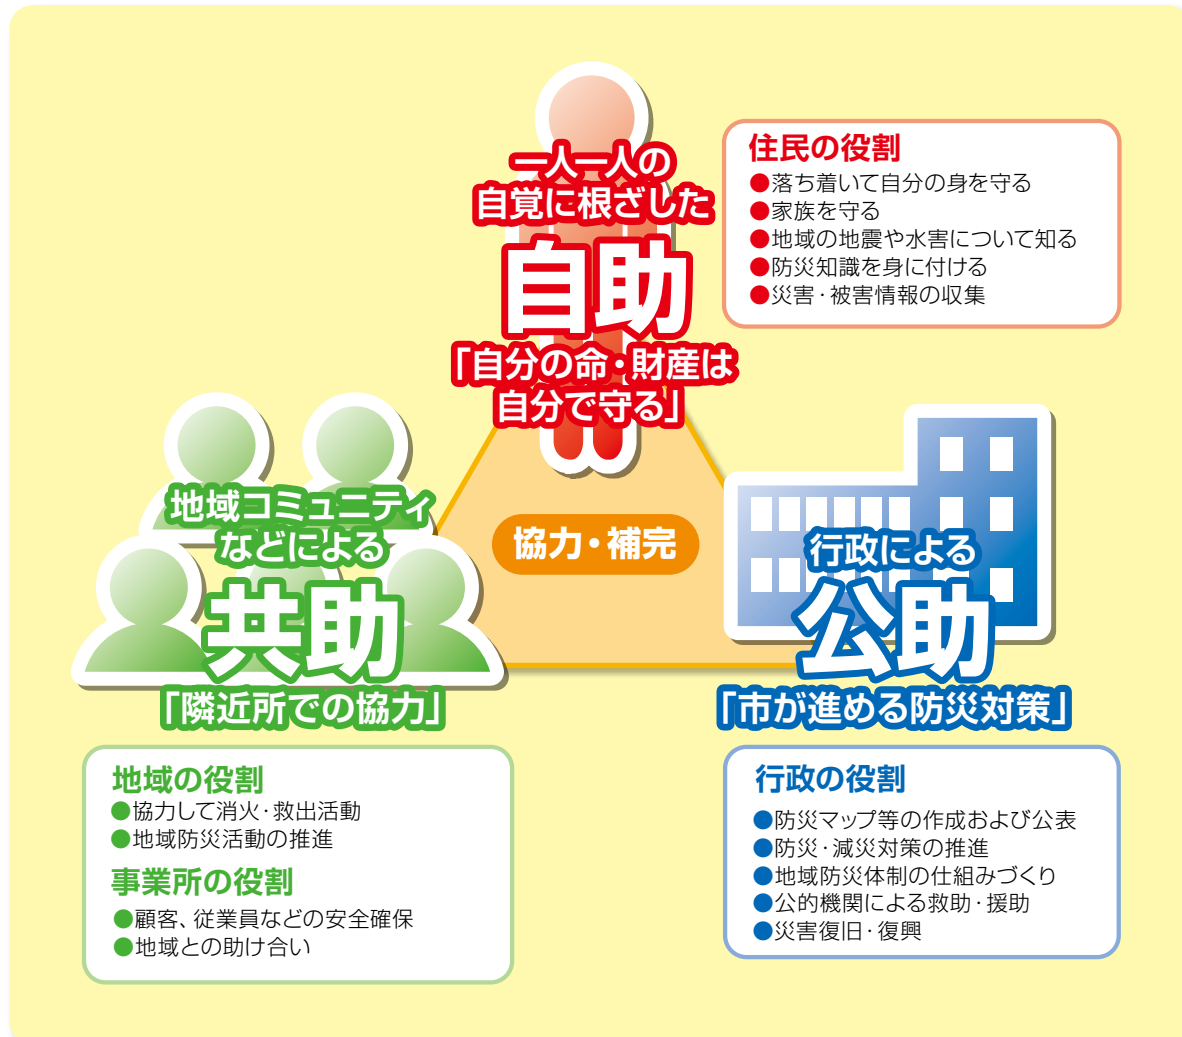 一人一人の
自覚に根ざした
自助
「自分の命・財産は
自分で守る」
住民の役割
●落ち着いて自分の身を守る
●家族を守る
●地域の地震や水害について知る
●防災知識を身に付ける
●災害・被害情報の収集
協力・補完
地域コミュニティ
などによる
共助
「隣近所での協力」
地域の役割
●協力して消火・救出活動
●地域防災活動の推進
事業所の役割
●顧客、従業員などの安全確保
●地域との助け合い
行政による
公助
「市が進める防災対策」
行政の役割
●防災マップ等の作成および公表
●防災・減災対策の推進
●地域防災体制の仕組みづくり
●公的機関による救助・援助
●災害復旧・復興